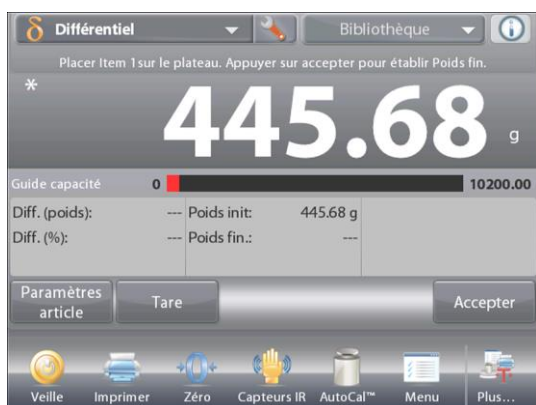 δ Différentiel Bibliothèque
Placer Item 1sur le plateau. Appuyer sur accepter pour établir Poids fin.
* 445.68 g
Guide capacité 0 10200.00
Diff. (poids): --- Poids init: 445.68 g
Diff. (%): --- Poids fin.: ---
Paramètres
article Tare Accepter
Veille Imprimer Zéro Capteurs IR AutoCal™ Menu Plus...